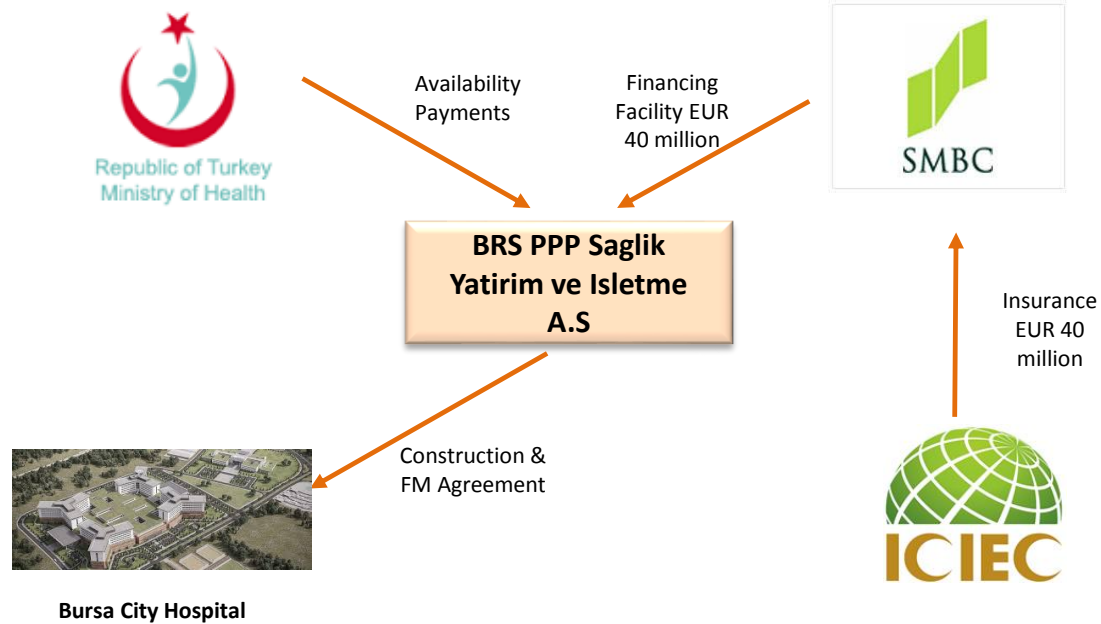 Republic of Turkey
Ministry of Health
Availability
Payments
Financing
Facility EUR
40 million
SMBC
BRS PPP Saglik
Yatirim ve Isletme
A.S
Insurance
EUR 40
million
Construction &
FM Agreement
ICIEC
Bursa City Hospital